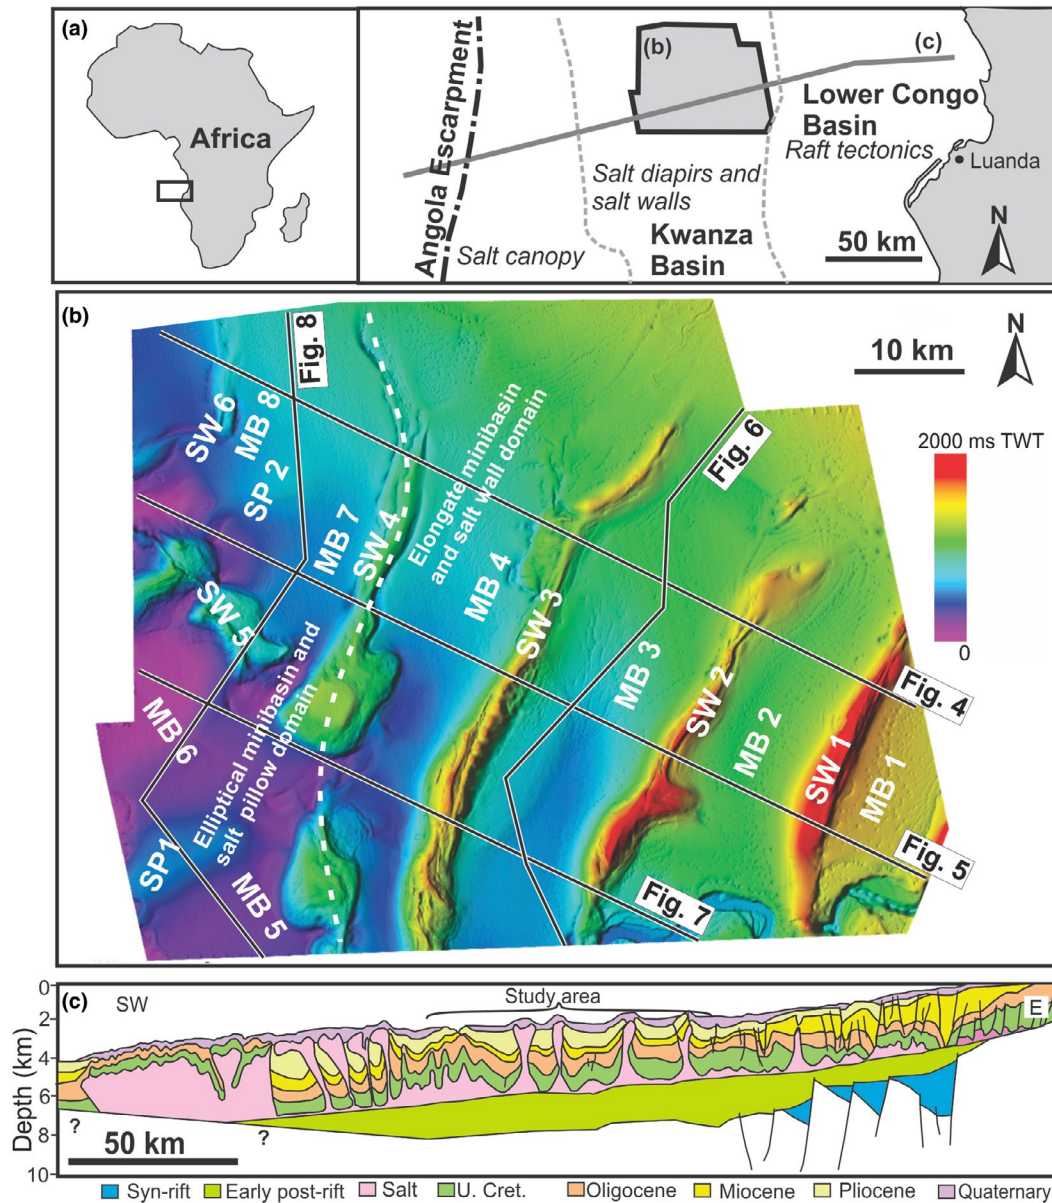 (a)
Africa
Angola Escarpment
(b)
(c)
Lower Congo
Basin
Raft tectonics
Luanda
Salt diapirs and
salt walls
Kwanza
Basin
Salt canopy
50 km
N
(b)
Fig. 8
Fig. 6
10 km
N
2000 ms TWT
0
SW 6
MB 8
SP 2
MB 7
SW 4
Elongate minibasin
and salt wall domain
MB 4
SW 3
MB 3
SW 2
MB 2
SW 1
MB 1
SW 5
MB 6
Elliptical minibasin and
salt pillow domain
SP1
MB 5
Fig. 4
Fig. 5
Fig. 7
(c)
SW
Study area
E
Depth (km)
0
2
4
6
8
10
?
?
50 km
Syn-rift
Early post-rift
Salt
U. Cret.
Oligocene
Miocene
Pliocene
Quaternary